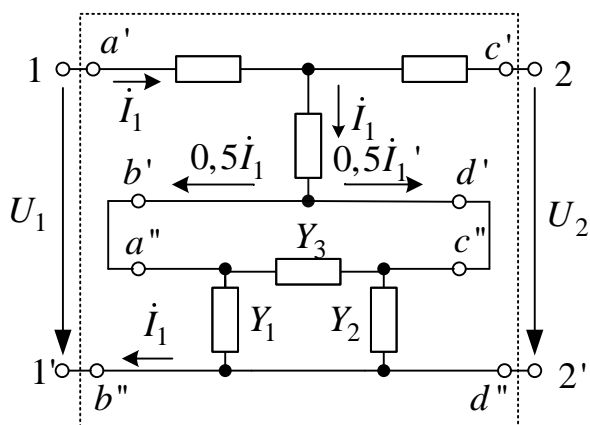 a' c'
1 2
İ₁ İ₁
0,5İ₁ 0,5İ₁'
b' d'
U₁ U₂
a'' Y₃ c''
İ₁ Y₁ Y₂
1' 2'
b'' d''